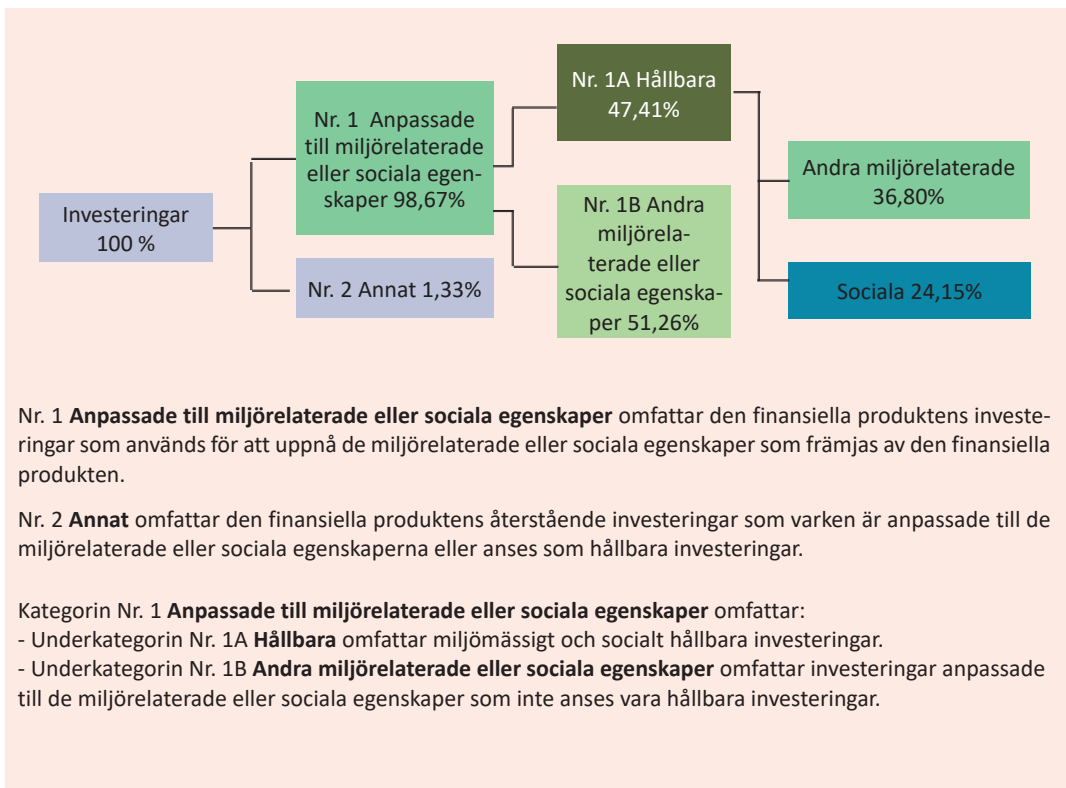 Investeringar
100 %
Nr. 1 Anpassade
till miljörelaterade
eller sociala egen-
skaper 98,67%
Nr. 2 Annat 1,33%
Nr. 1A Hållbara
47,41%
Nr. 1B Andra
miljörela-
terade eller
sociala egenska-
per 51,26%
Andra miljörelaterade
36,80%
Sociala 24,15%
Nr. 1 Anpassade till miljörelaterade eller sociala egenskaper omfattar den finansiella produktens investe-
ringar som används för att uppnå de miljörelaterade eller sociala egenskaper som främjas av den finansiella
produkten.
Nr. 2 Annat omfattar den finansiella produktens återstående investeringar som varken är anpassade till de
miljörelaterade eller sociala egenskaperna eller anses som hållbara investeringar.
Kategorin Nr. 1 Anpassade till miljörelaterade eller sociala egenskaper omfattar:
- Underkategorin Nr. 1A Hållbara omfattar miljömässigt och socialt hållbara investeringar.
- Underkategorin Nr. 1B Andra miljörelaterade eller sociala egenskaper omfattar investeringar anpassade
till de miljörelaterade eller sociala egenskaper som inte anses vara hållbara investeringar.